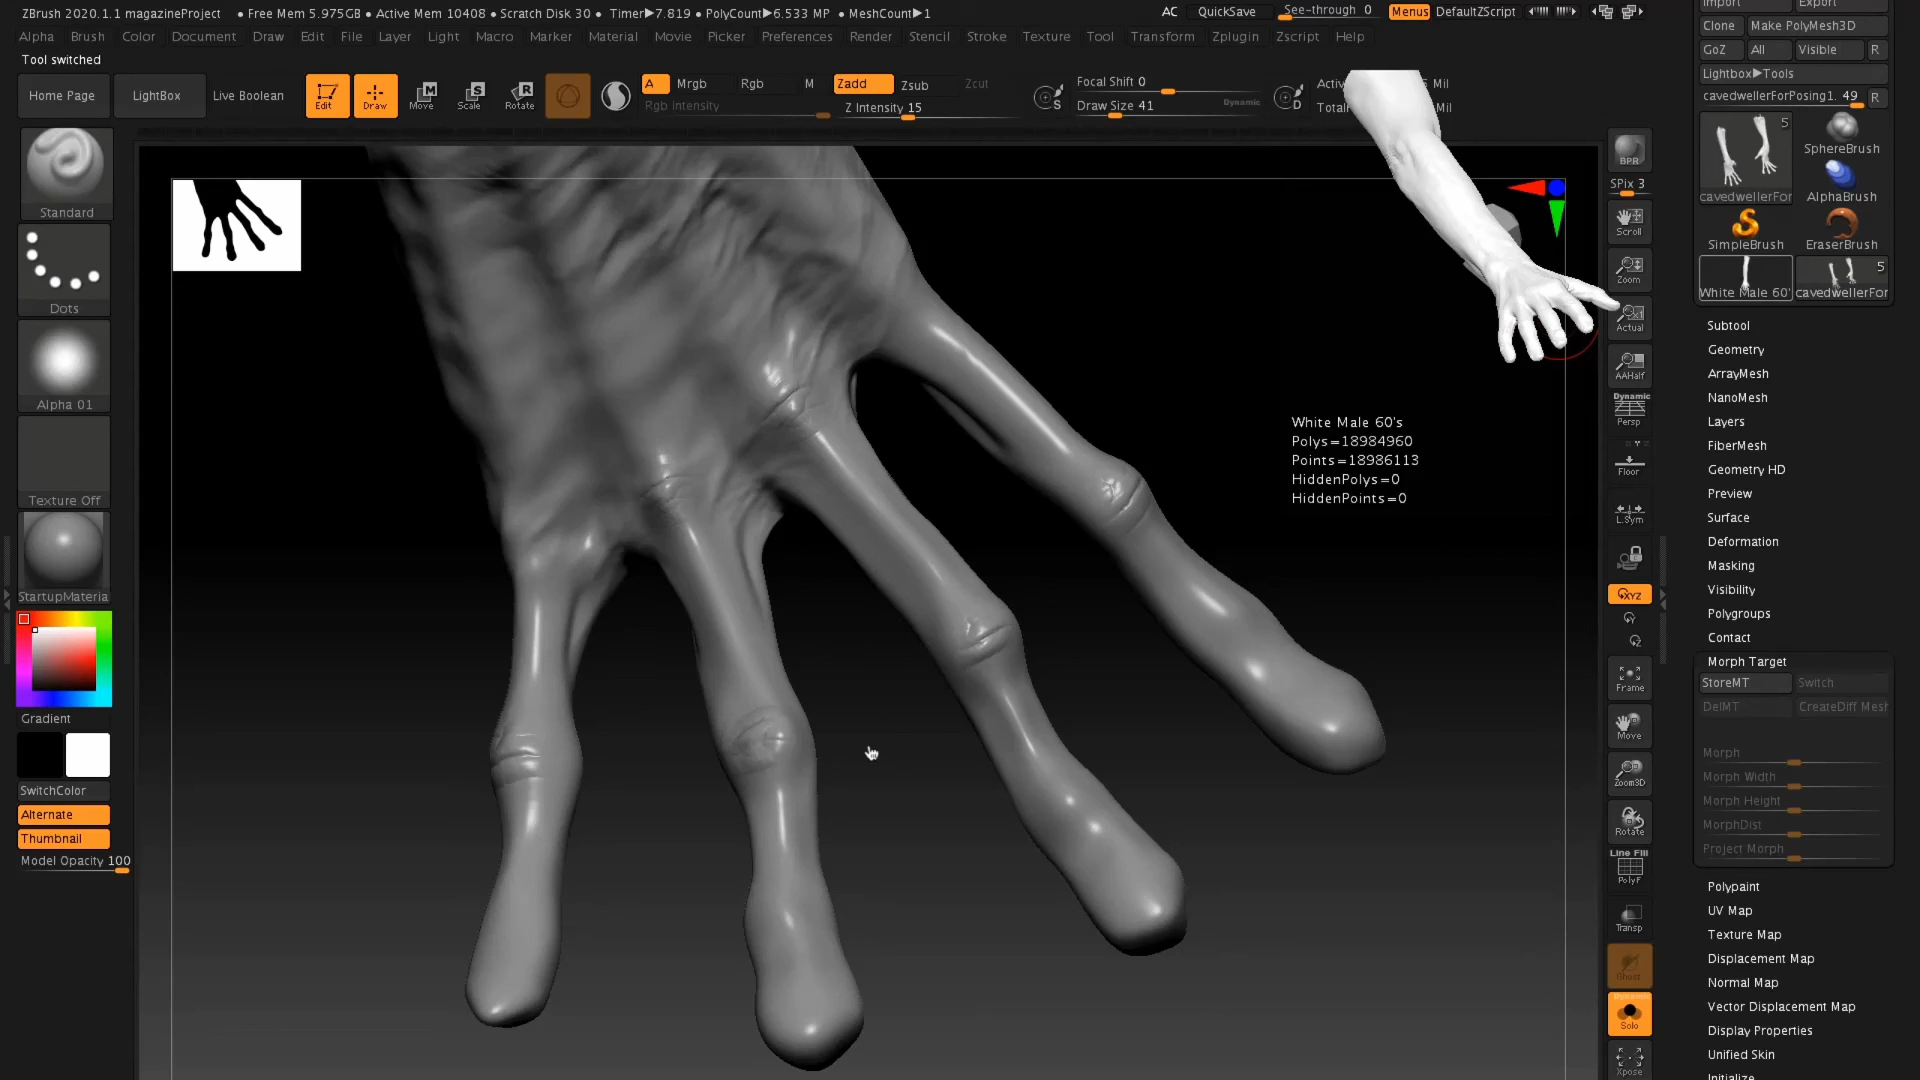 ZBrush 2020.1.1 magazineProject • Free Mem 5.975GB • Active Mem 10408 • Scratch Disk 30 • Timer▶7.819 • PolyCount▶6.533 MP • MeshCount▶1
AC QuickSave See-through 0 Menus DefaultZScript
Alpha Brush Color Document Draw Edit File Layer Light Macro Marker Material Movie Picker Preferences Render Stencil Stroke Texture Tool Transform Zplugin Zscript Help
Tool switched
Home Page LightBox Live Boolean
Edit Draw Move Scale Rotate
A Mrgb Rgb M Zadd Zsub Zcut
Rgb Intensity Z Intensity 15
Focal Shift 0
Draw Size 41 Dynamic
Mil
Mil
Standard
Dots
Alpha 01
Texture Off
StartupMateria
Gradient
SwitchColor
Alternate
Thumbnail
Model Opacity 100
White Male 60's
Polys=18984960
Points=18986113
HiddenPolys=0
HiddenPoints=0
BPR
SPix 3
Scroll
Zoom
Actual
AAHalf
Dynamic
Persp
Floor
L.Sym
XYZ
Y
Z
Frame
Move
Zoom3D
Rotate
Line Fill
PolyF
Transp
Ghost
Dynamic
Solo
Xpose
Import Export
Clone Make PolyMesh3D
GoZ All Visible R
Lightbox▶Tools
cavedwellerForPosing1. 49 R
5
cavedwellerFor
SphereBrush
AlphaBrush
SimpleBrush EraserBrush
5
White Male 60' cavedwellerFor
Subtool
Geometry
ArrayMesh
NanoMesh
Layers
FiberMesh
Geometry HD
Preview
Surface
Deformation
Masking
Visibility
Polygroups
Contact
Morph Target
StoreMT Switch
DelMT CreateDiff Mesh
Morph
Morph Width
Morph Height
MorphDist
Project Morph
Polypaint
UV Map
Texture Map
Displacement Map
Normal Map
Vector Displacement Map
Display Properties
Unified Skin
Initialize